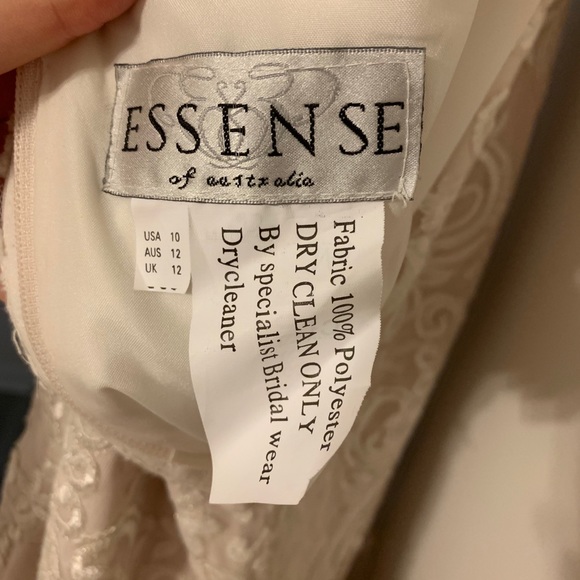 ESSENSE
of australia
USA 10
AUS 12
UK 12
Fabric 100% Polyester
DRY CLEAN ONLY
By specialist Bridal wear
Drycleaner